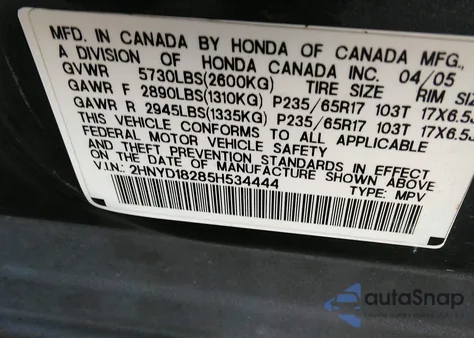 MFD. IN CANADA BY HONDA OF CANADA MFG.,
A DIVISION OF HONDA CANADA INC. 04/05
GVWR 5730LBS(2600KG) TIRE SIZE RIM SIZ
GAWR F 2890LBS(1310KG) P235/65R17 103T 17X6.5J
GAWR R 2945LBS(1335KG) P235/65R17 103T 17X6.5J
THIS VEHICLE CONFORMS TO ALL APPLICABLE
FEDERAL MOTOR VEHICLE SAFETY
AND THEFT PREVENTION STANDARDS IN EFFECT
ON THE DATE OF MANUFACTURE SHOWN ABOVE
V.I.N.: 2HNYD18285H534444 TYPE: MPV
autoSnap